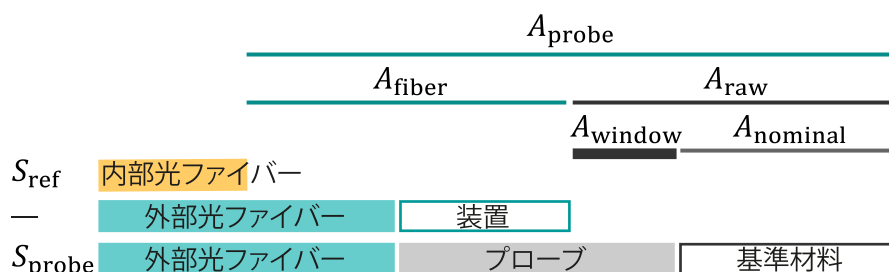 A_probe
A_fiber A_raw
A_window A_nominal
S_ref 内部光ファイバー
— 外部光ファイバー 装置
S_probe 外部光ファイバー プローブ 基準材料